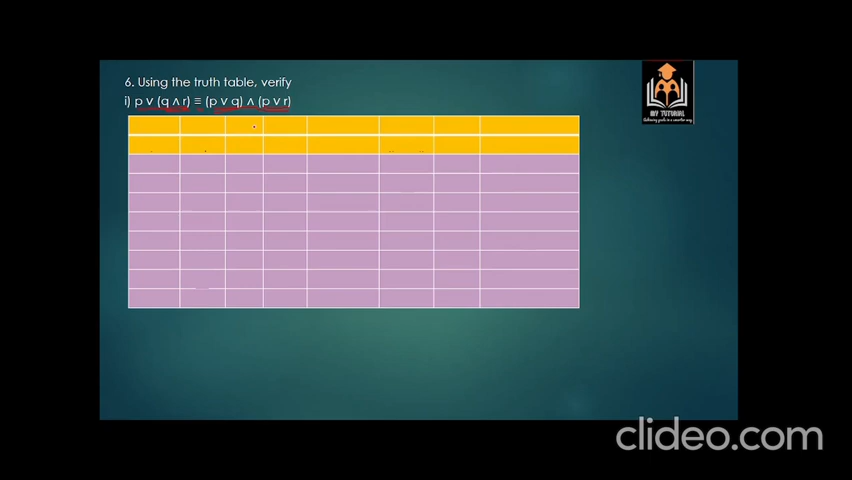 6. Using the truth table, verify
i) p ∨ (q ∧ r) ≡ (p ∨ q) ∧ (p ∨ r)
MY TUTORIAL
clideo.com